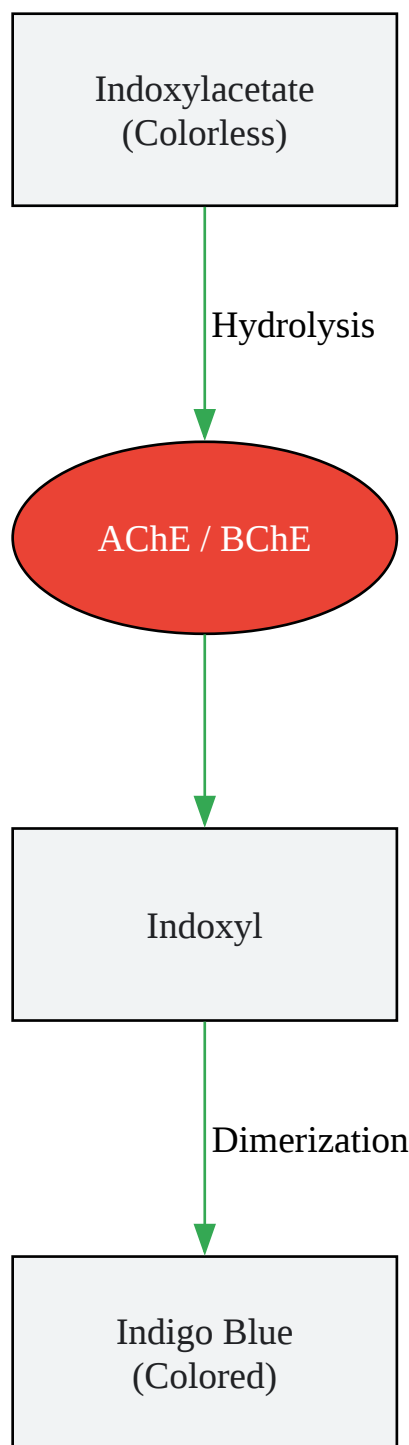 Indoxylacetate
(Colorless)
Hydrolysis
AChE / BChE
Indoxyl
Dimerization
Indigo Blue
(Colored)